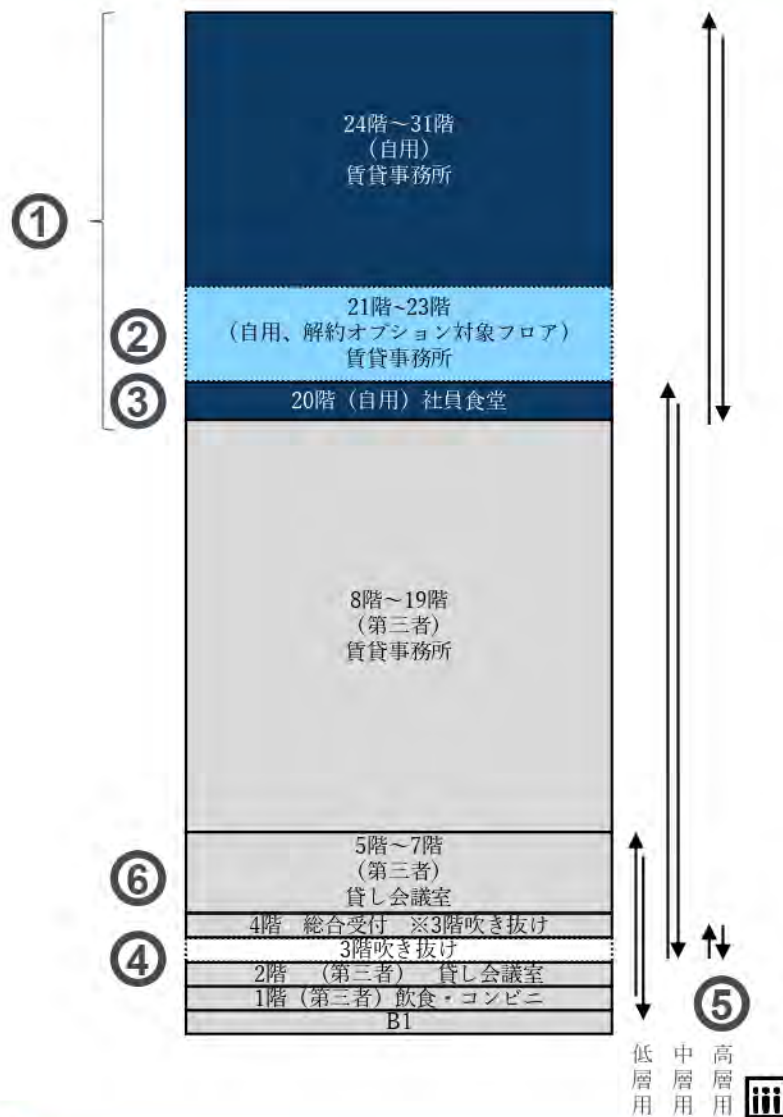 ①
24階～31階
(自用)
賃貸事務所
②
21階~23階
(自用、解約オプション対象フロア)
賃貸事務所
③
20階(自用)社員食堂
8階～19階
(第三者)
賃貸事務所
⑥
5階～7階
(第三者)
貸し会議室
4階 総合受付 ※3階吹き抜け
④
3階吹き抜け
2階 (第三者) 貸し会議室
1階(第三者)飲食・コンビニ
B1
⑤
低層用
中層用
高層用